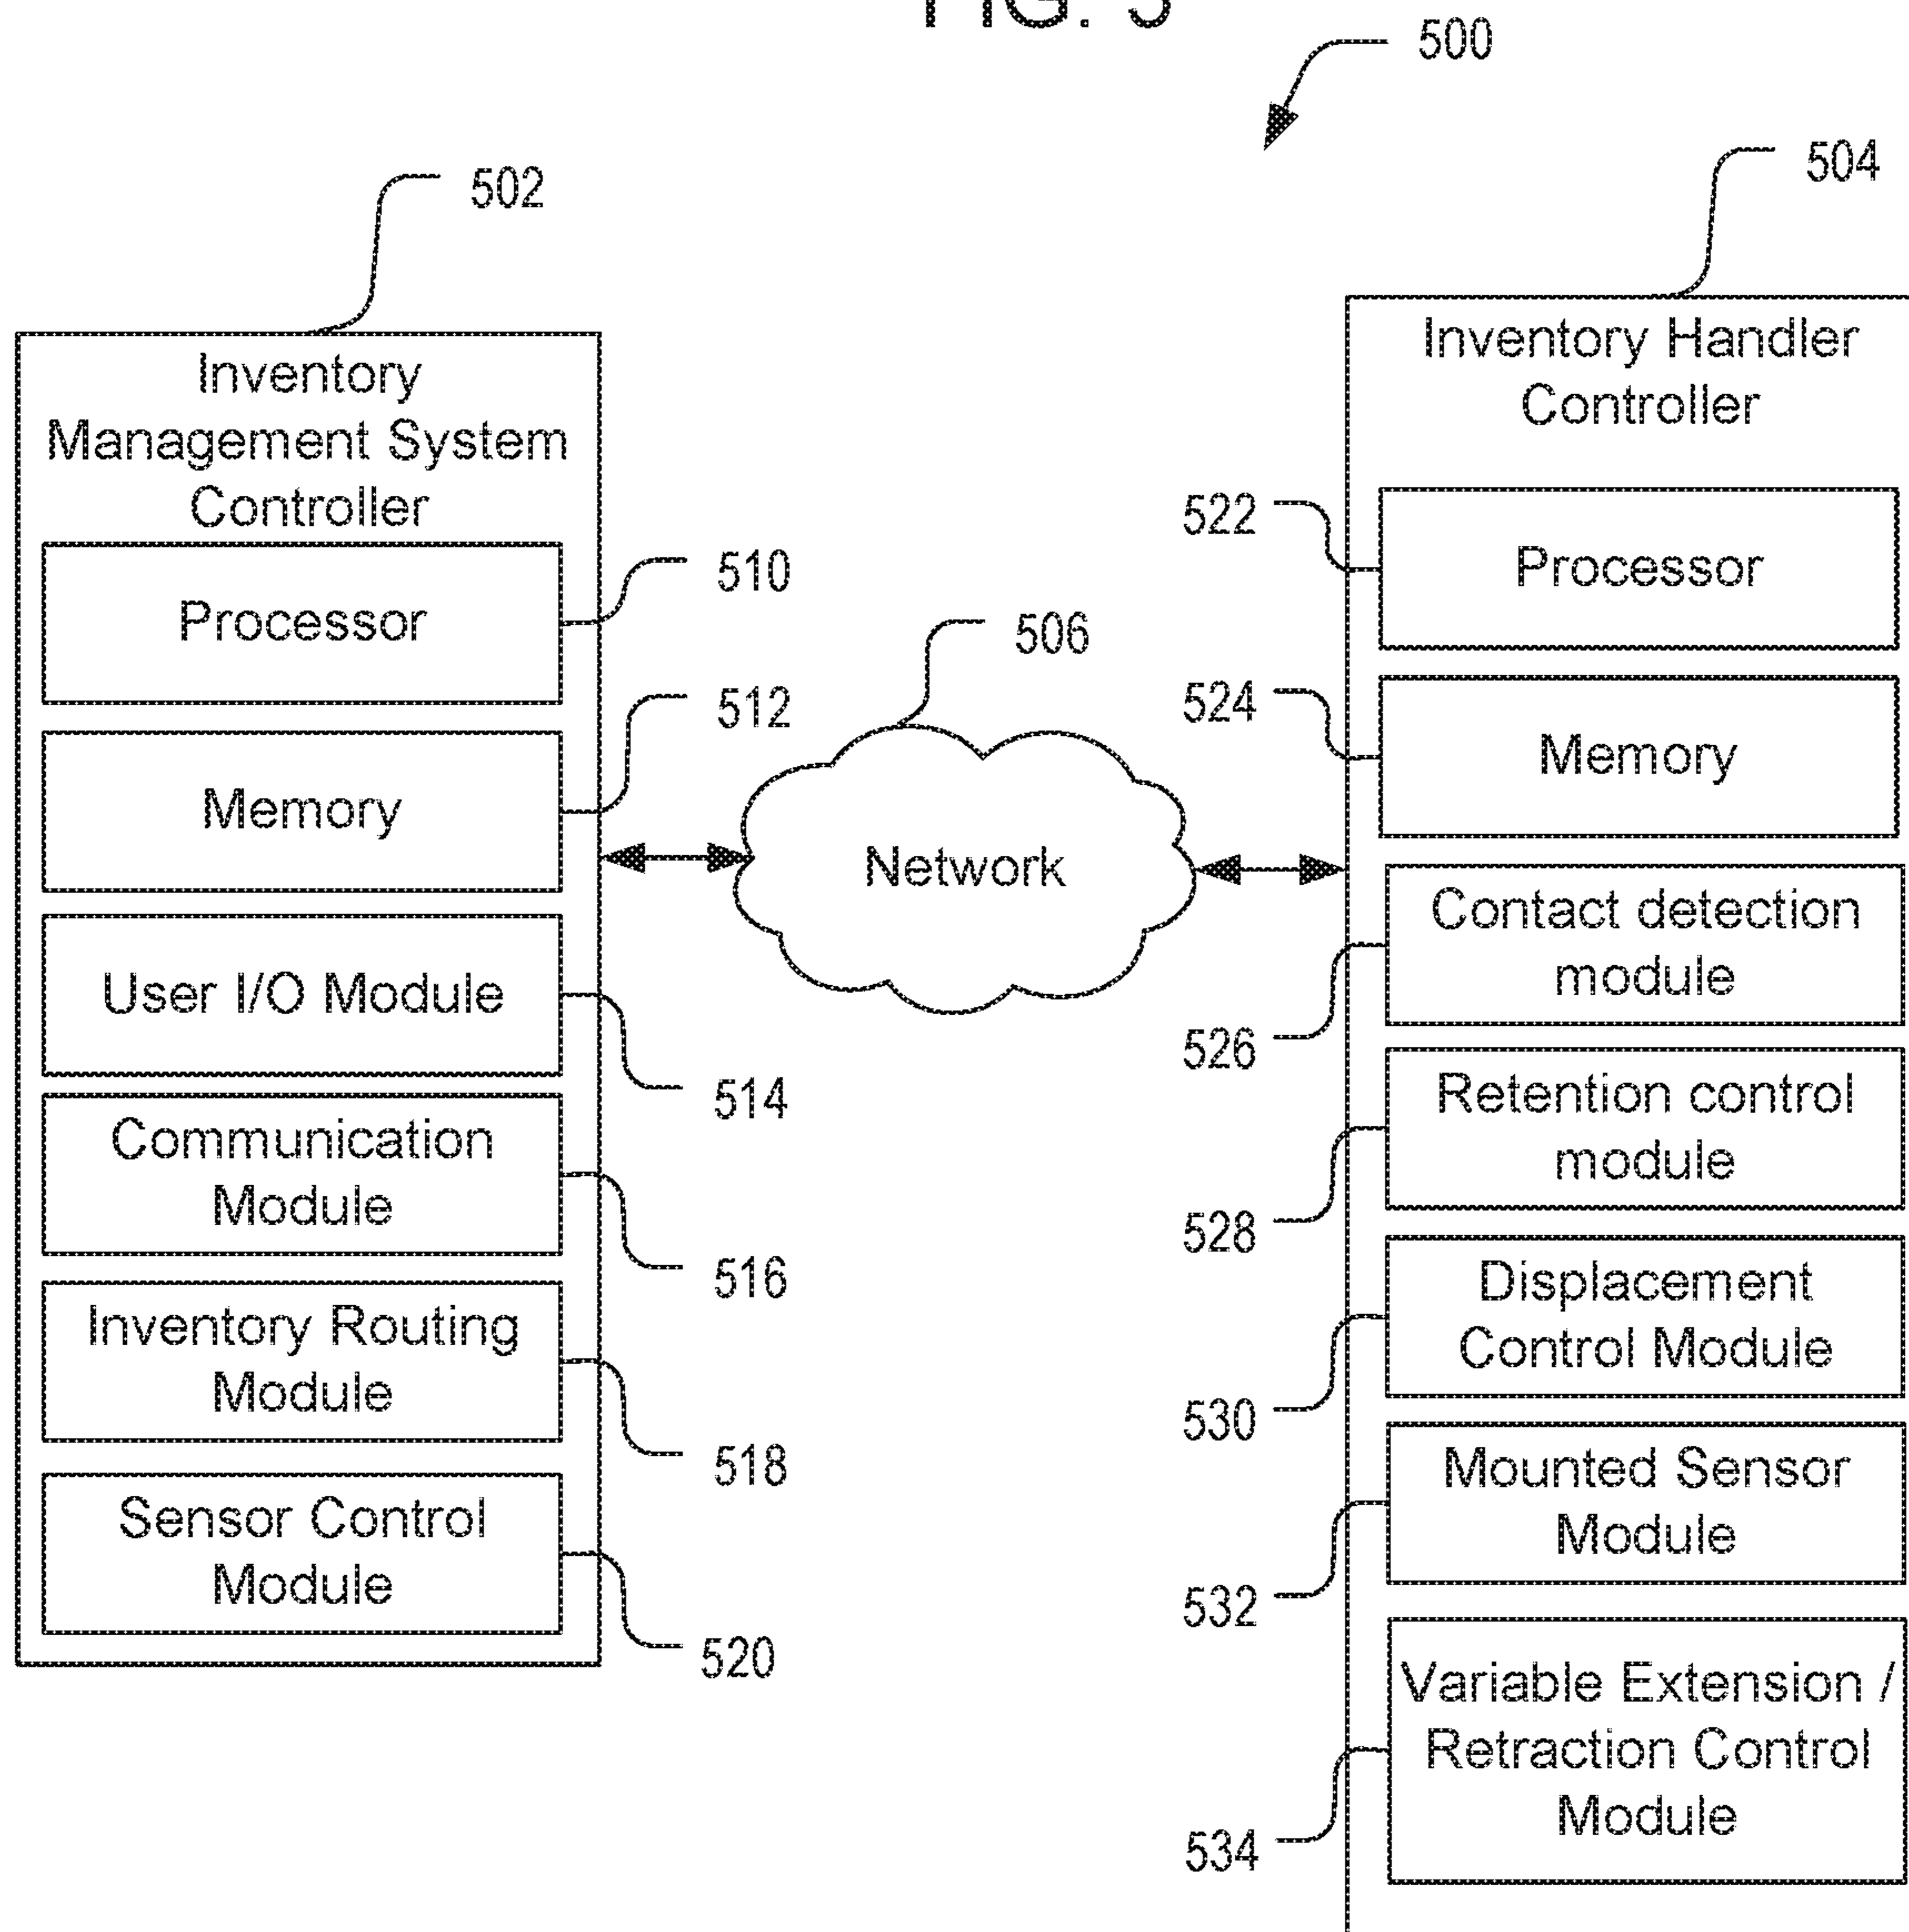 FIG. 5
500
502
504
Inventory
Management System
Controller
Processor
510
Memory
512
User I/O Module
514
Communication
Module
516
Inventory Routing
Module
518
Sensor Control
Module
520
506
Network
Inventory Handler
Controller
522
Processor
524
Memory
Contact detection
module
526
Retention control
module
528
Displacement
Control Module
530
Mounted Sensor
Module
532
Variable Extension /
Retraction Control
Module
534